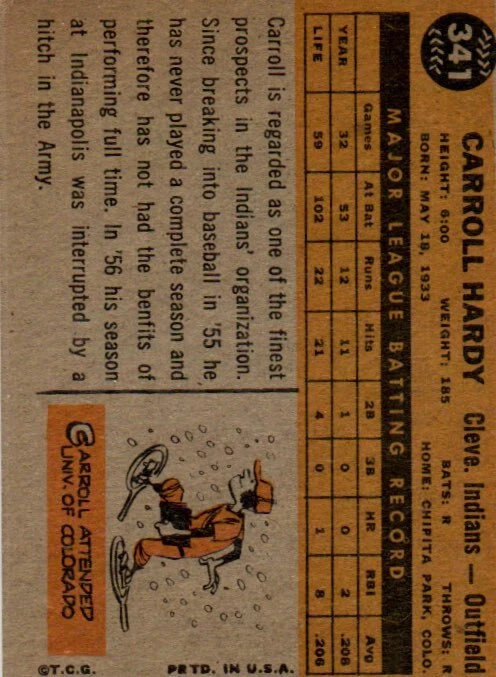 341
CARROLL HARDY Cleve. Indians — Outfield
HEIGHT: 6:00 WEIGHT: 185 BATS: R THROWS: R
BORN: MAY 18, 1933 HOME: CHIPITA PARK, COLO.
MAJOR LEAGUE BATTING RECORD
Games At Bat Runs Hits 2B 3B HR RBI Avg
YEAR 32 53 12 11 1 0 0 2 .208
LIFE 59 102 22 21 4 0 1 8 .206
Carroll is regarded as one of the finest
prospects in the Indians' organization.
Since breaking into baseball in '55 he
has never played a complete season and
therefore has not had the benfits of
performing full time. In '56 his season
at Indianapolis was interrupted by a
hitch in the Army.
CARROLL ATTENDED
UNIV. OF COLORADO
©T.C.G. PRTD. IN U.S.A.